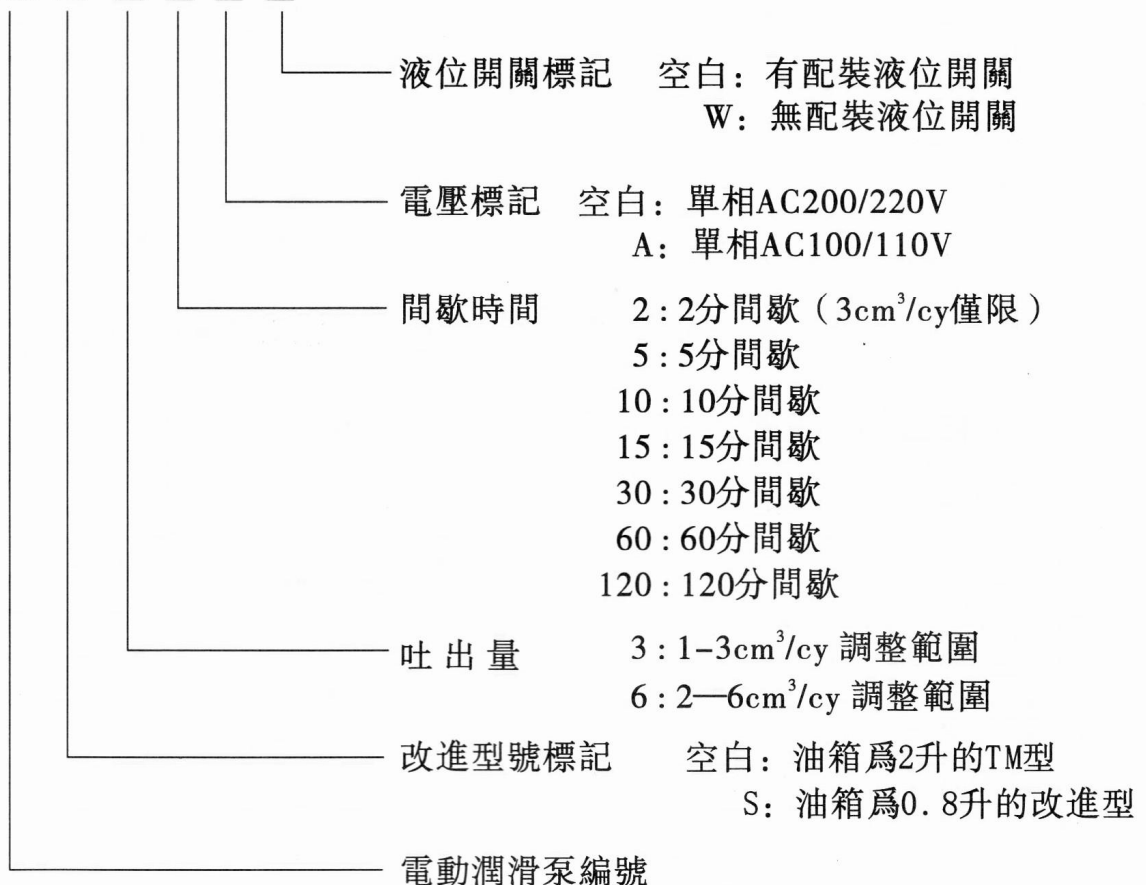 液位開關標記 空白：有配裝液位開關
W：無配裝液位開關
電壓標記 空白：單相AC200/220V
A：單相AC100/110V
間歇時間 2：2分間歇（3cm³/cy僅限）
5：5分間歇
10：10分間歇
15：15分間歇
30：30分間歇
60：60分間歇
120：120分間歇
吐出量 3：1–3cm³/cy 調整範圍
6：2—6cm³/cy 調整範圍
改進型號標記 空白：油箱爲2升的TM型
S：油箱爲0.8升的改進型
電動潤滑泵編號